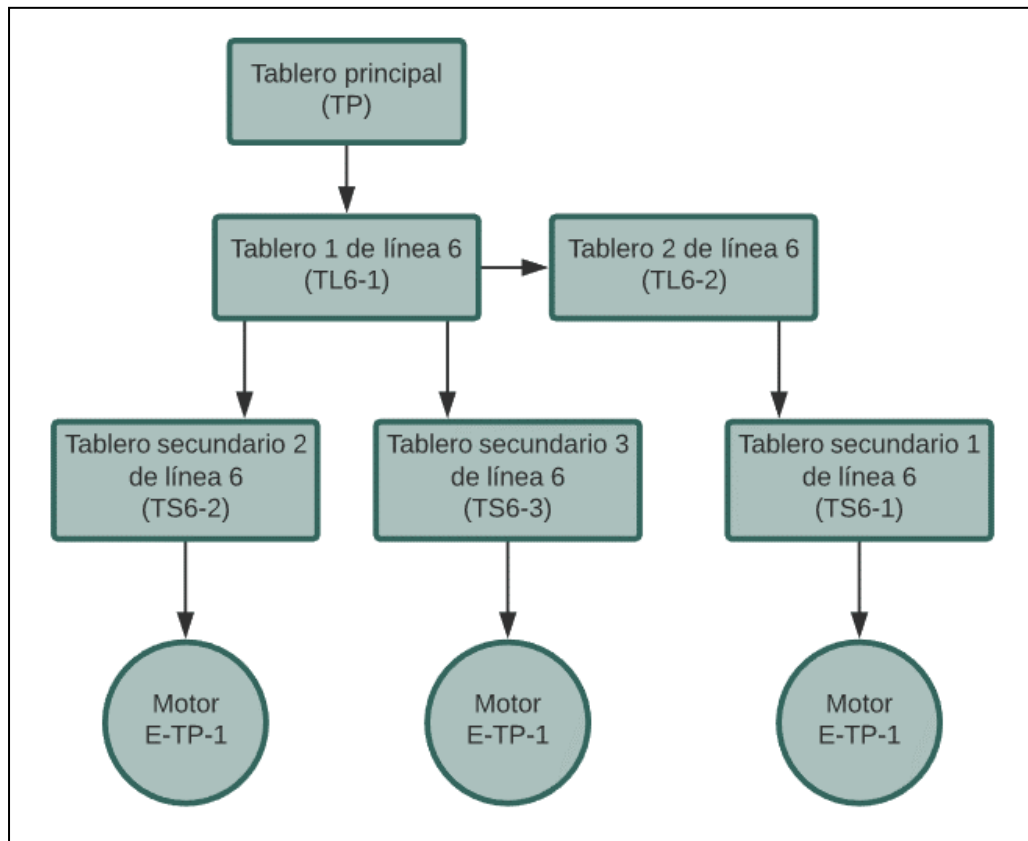 Tablero principal
(TP)
Tablero 1 de línea 6
(TL6-1)
Tablero 2 de línea 6
(TL6-2)
Tablero secundario 2
de línea 6
(TS6-2)
Tablero secundario 3
de línea 6
(TS6-3)
Tablero secundario 1
de línea 6
(TS6-1)
Motor
E-TP-1
Motor
E-TP-1
Motor
E-TP-1